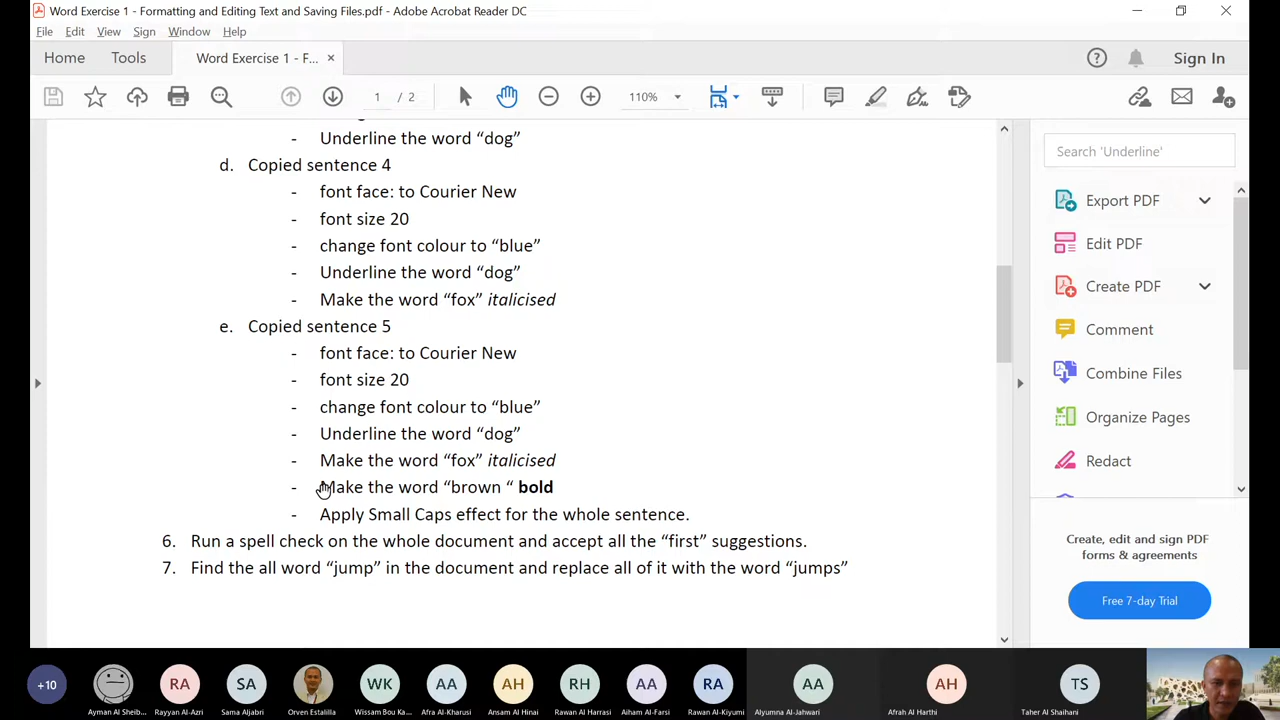 Word Exercise 1 - Formatting and Editing Text and Saving Files.pdf - Adobe Acrobat Reader DC
File Edit View Sign Window Help
Home Tools Word Exercise 1 - F... × Sign In
1 / 2 110%
- Underline the word “dog”
d. Copied sentence 4
- font face: to Courier New
- font size 20
- change font colour to “blue”
- Underline the word “dog”
- Make the word “fox” italicised
e. Copied sentence 5
- font face: to Courier New
- font size 20
- change font colour to “blue”
- Underline the word “dog”
- Make the word “fox” italicised
- Make the word “brown “ bold
- Apply Small Caps effect for the whole sentence.
6. Run a spell check on the whole document and accept all the “first” suggestions.
7. Find the all word “jump” in the document and replace all of it with the word “jumps”
Search 'Underline'
Export PDF
Edit PDF
Create PDF
Comment
Combine Files
Organize Pages
Redact
Create, edit and sign PDF
forms & agreements
Free 7-day Trial
+10 RA SA WK AA AH RH AA RA AA AH TS
Ayman Al Sheib... Rayyan Al-Azri Sama Aljabri Orven Estalilla Wissam Bou Ka... Afra Al-Kharusi Ansam Al Hinai Rawan Al Harrasi Aiham Al-Farsi Rawan Al-Kiyumi Alyumna Al-Jahwari Afrah Al Harthi Taher Al Shaihani